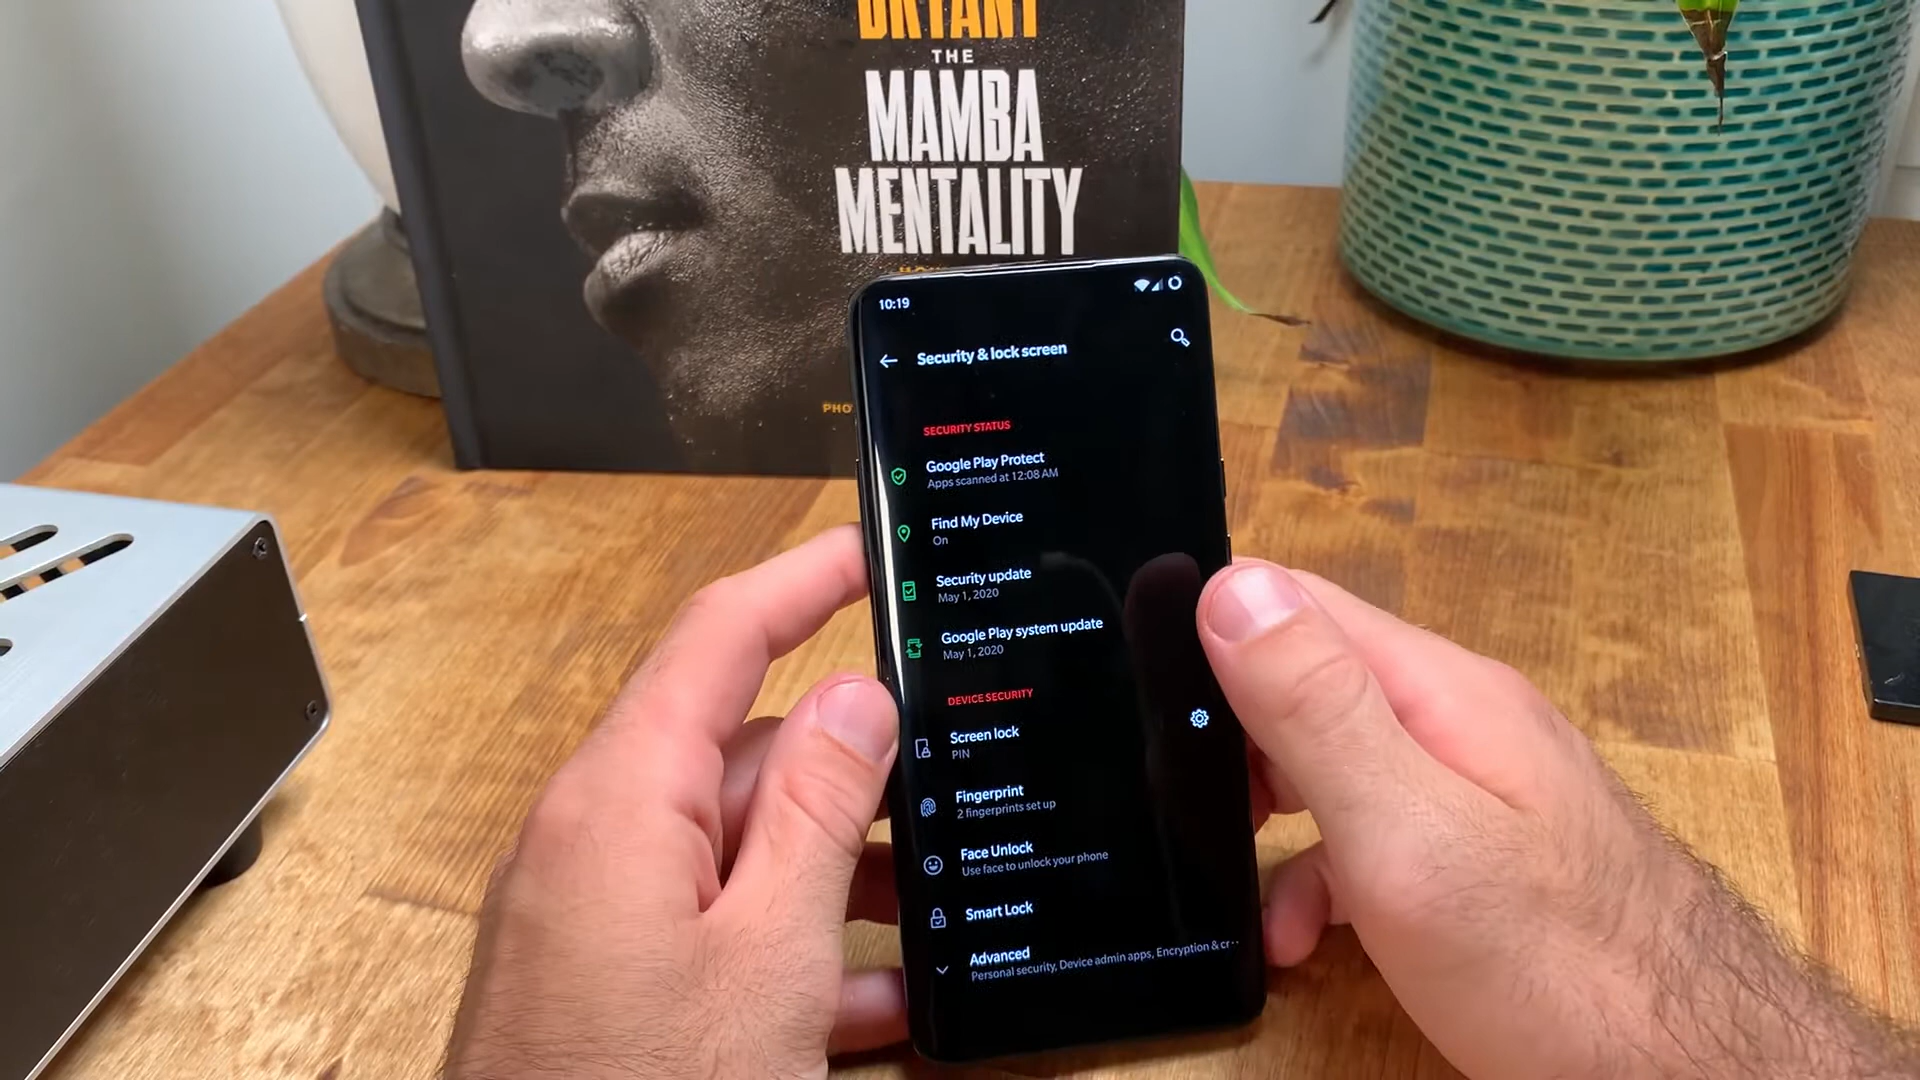 BRYANT
THE
MAMBA
MENTALITY
PHO
10:19
Security & lock screen
SECURITY STATUS
Google Play Protect
Apps scanned at 12:08 AM
Find My Device
On
Security update
May 1, 2020
Google Play system update
May 1, 2020
DEVICE SECURITY
Screen lock
PIN
Fingerprint
2 fingerprints set up
Face Unlock
Use face to unlock your phone
Smart Lock
Advanced
Personal security, Device admin apps, Encryption & cr...